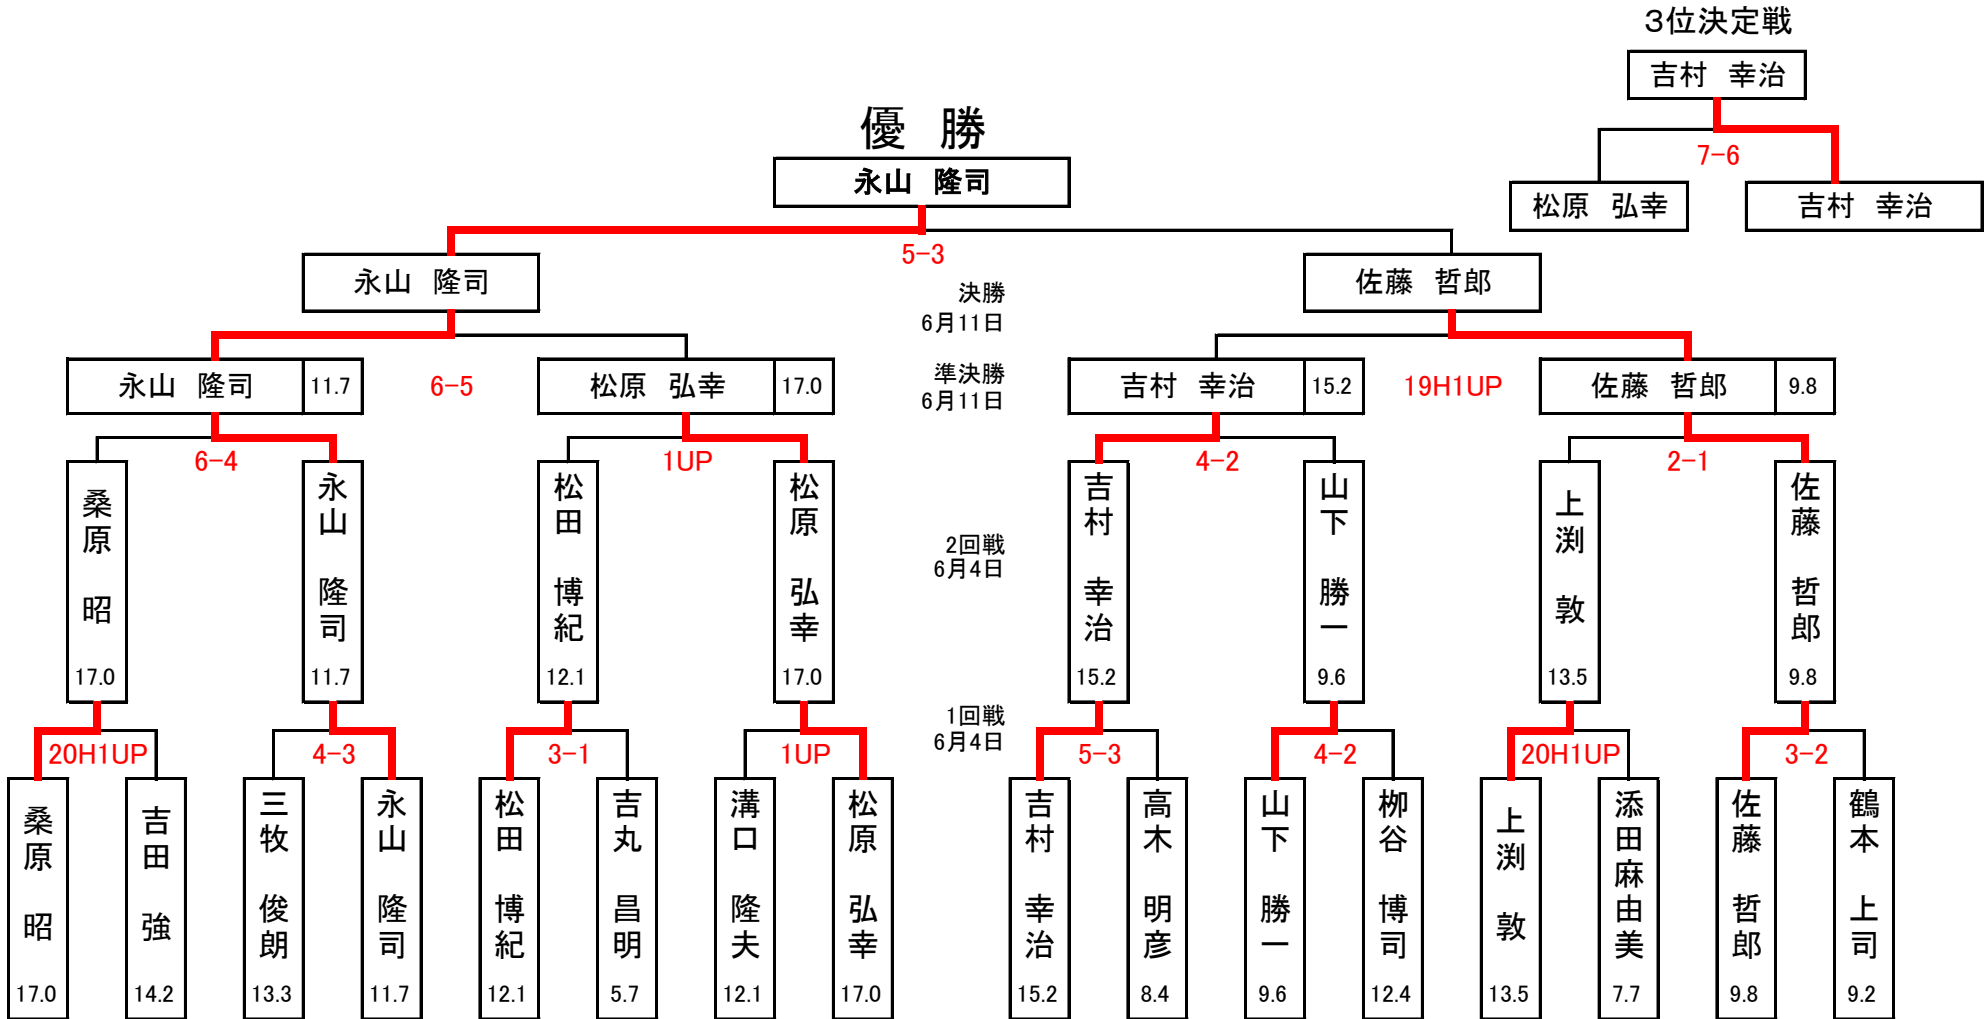 3位決定戦
吉村 幸治
7-6
松原 弘幸
吉村 幸治
優 勝
永山 隆司
5-3
永山 隆司
佐藤 哲郎
決勝
6月11日
永山 隆司 11.7
6-5
松原 弘幸 17.0
準決勝
6月11日
吉村 幸治 15.2
19H1UP
佐藤 哲郎 9.8
6-4
1UP
4-2
2-1
桑原 昭 17.0
永山 隆司 11.7
松田 博紀 12.1
松原 弘幸 17.0
2回戦
6月4日
吉村 幸治 15.2
山下 勝一 9.6
上渕 敦 13.5
佐藤 哲郎 9.8
1回戦
6月4日
20H1UP
4-3
3-1
1UP
5-3
4-2
20H1UP
3-2
桑原 昭 17.0
吉田 強 14.2
三牧 俊朗 13.3
永山 隆司 11.7
松田 博紀 12.1
吉丸 昌明 5.7
溝口 隆夫 12.1
松原 弘幸 17.0
吉村 幸治 15.2
高木 明彦 8.4
山下 勝一 9.6
栁谷 博司 12.4
上渕 敦 13.5
添田麻由美 7.7
佐藤 哲郎 9.8
鶴本 上司 9.2